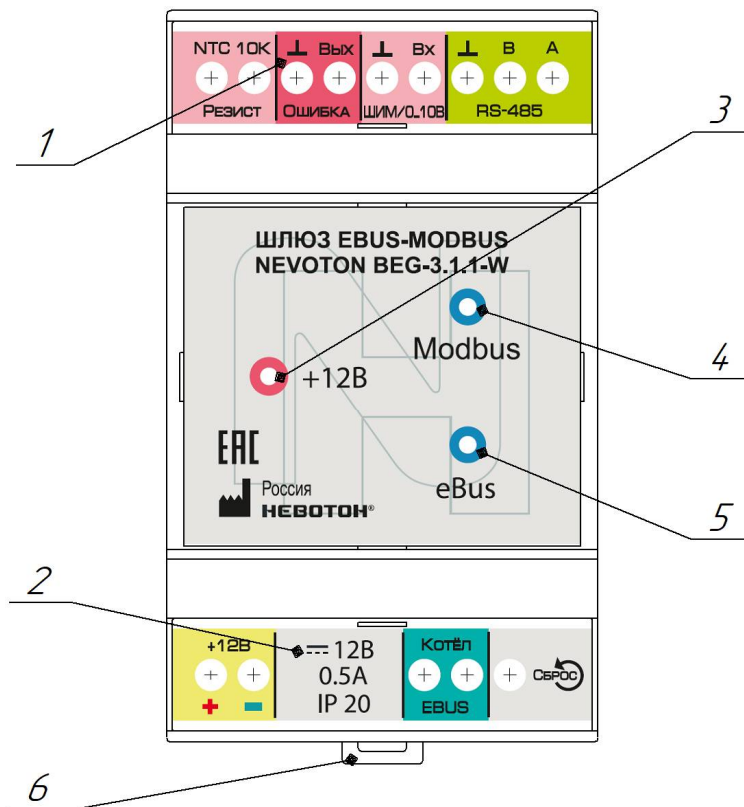 NTC 10K ⊥ Вых ⊥ Вх ⊥ B A
Резист Ошибка ШИМ/0..10В RS-485
1
3
ШЛЮЗ EBUS-MODBUS
NEVOTON BEG-3.1.1-W
Modbus
4
+12В
ЕАС
eBus
Россия
НЕВОТОН®
5
2
+12В 12В Котёл
0.5А Сброс
+ - IP 20 EBUS
6